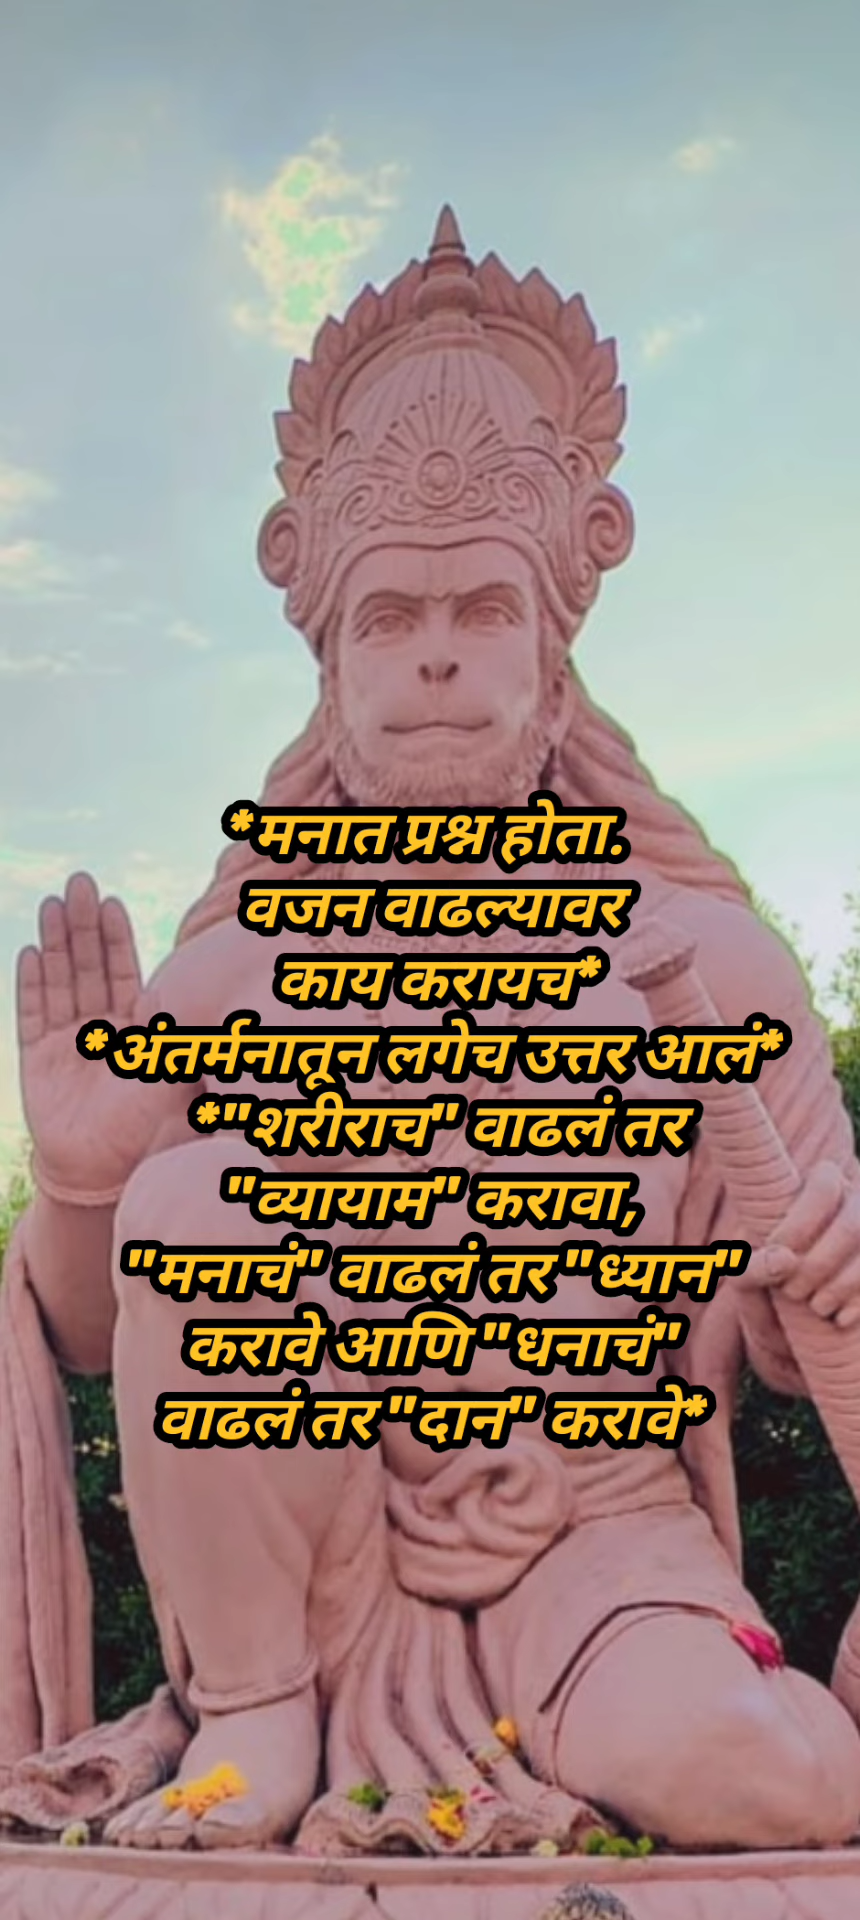 *मनात प्रश्न होता.
वजन वाढल्यावर
काय करायच*
*अंतर्मनातून लगेच उत्तर आलं*
*"शरीराच" वाढलं तर
"व्यायाम" करावा,
"मनाचं" वाढलं तर "ध्यान"
करावे आणि "धनाचं"
वाढलं तर "दान" करावे*